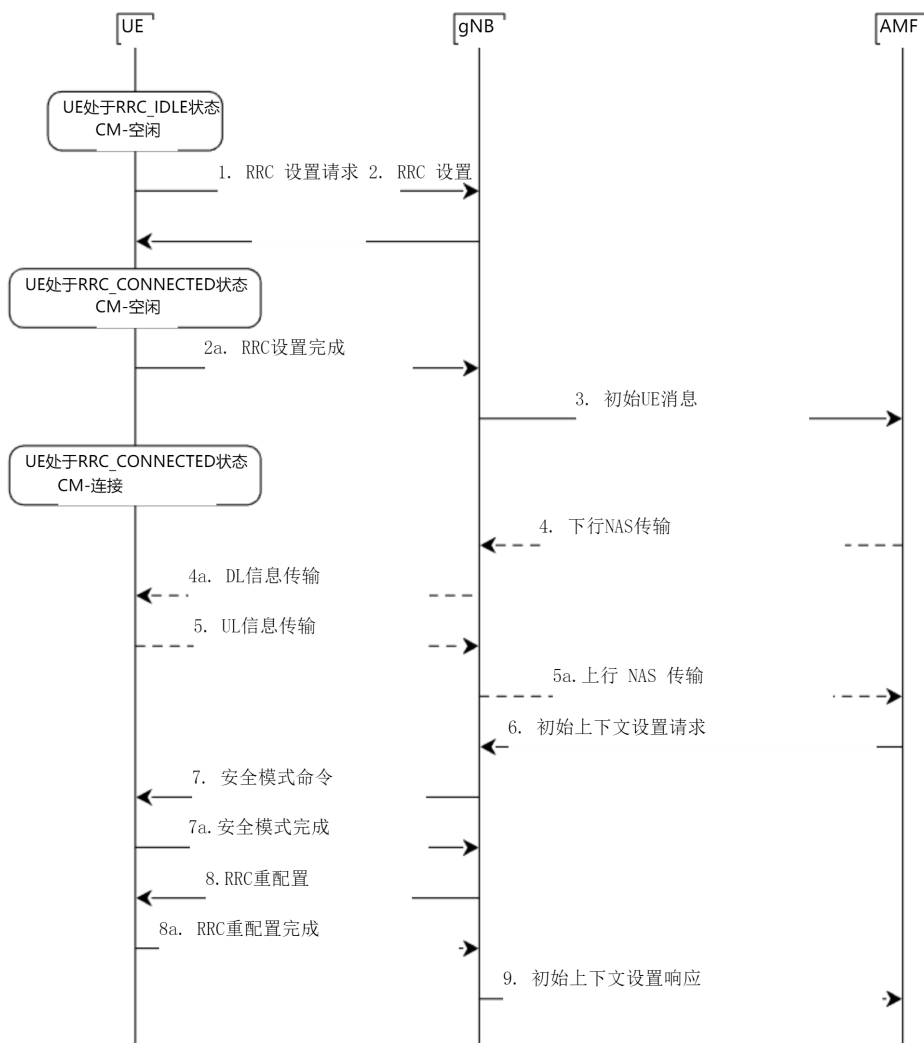 UE
gNB
AMF
UE处于RRC_IDLE状态
CM-空闲
1. RRC 设置请求 2. RRC 设置
UE处于RRC_CONNECTED状态
CM-空闲
2a. RRC设置完成
3. 初始UE消息
UE处于RRC_CONNECTED状态
CM-连接
4. 下行NAS传输
4a. DL信息传输
5. UL信息传输
5a.上行 NAS 传输
6. 初始上下文设置请求
7. 安全模式命令
7a.安全模式完成
8.RRC重配置
8a. RRC重配置完成
9. 初始上下文设置响应